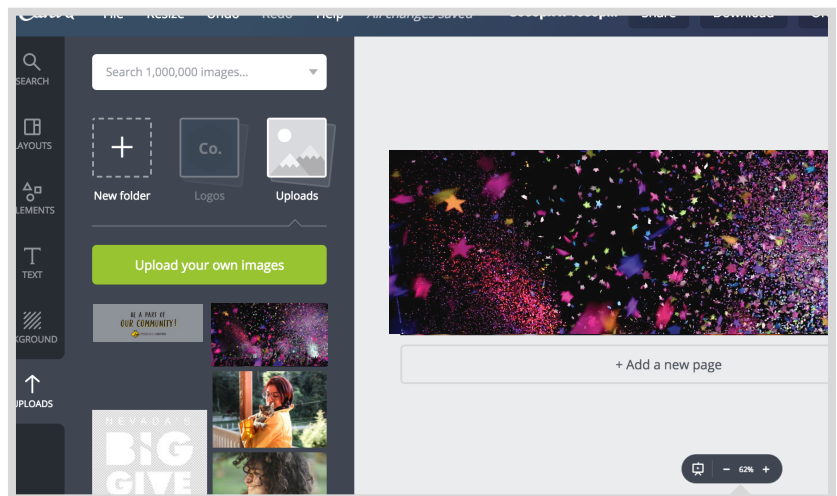 Canva File Resize Undo Redo Help All changes saved Share Download
Search 1,000,000 images...
SEARCH
LAYOUTS
Co.
New folder Logos Uploads
ELEMENTS
Upload your own images
TEXT
BE A PART OF
OUR COMMUNITY!
KGROUND
+ Add a new page
UPLOADS
NEVADA'S
BIG
GIVE
62%